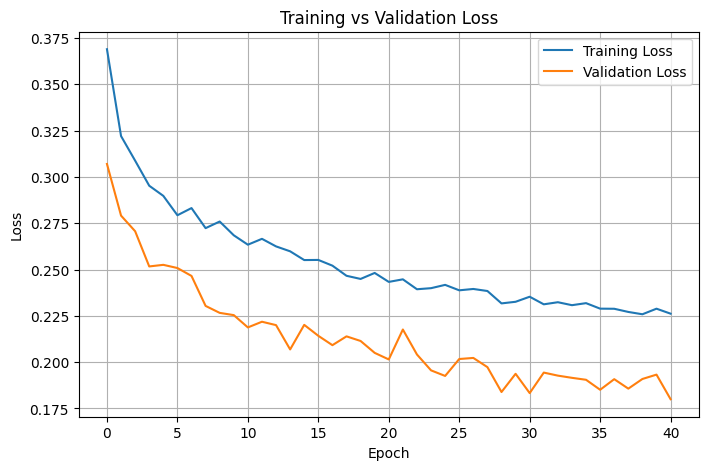 Training vs Validation Loss
Training Loss
Validation Loss
0.375
0.350
0.325
0.300
0.275
0.250
0.225
0.200
0.175
Loss
0 5 10 15 20 25 30 35 40
Epoch